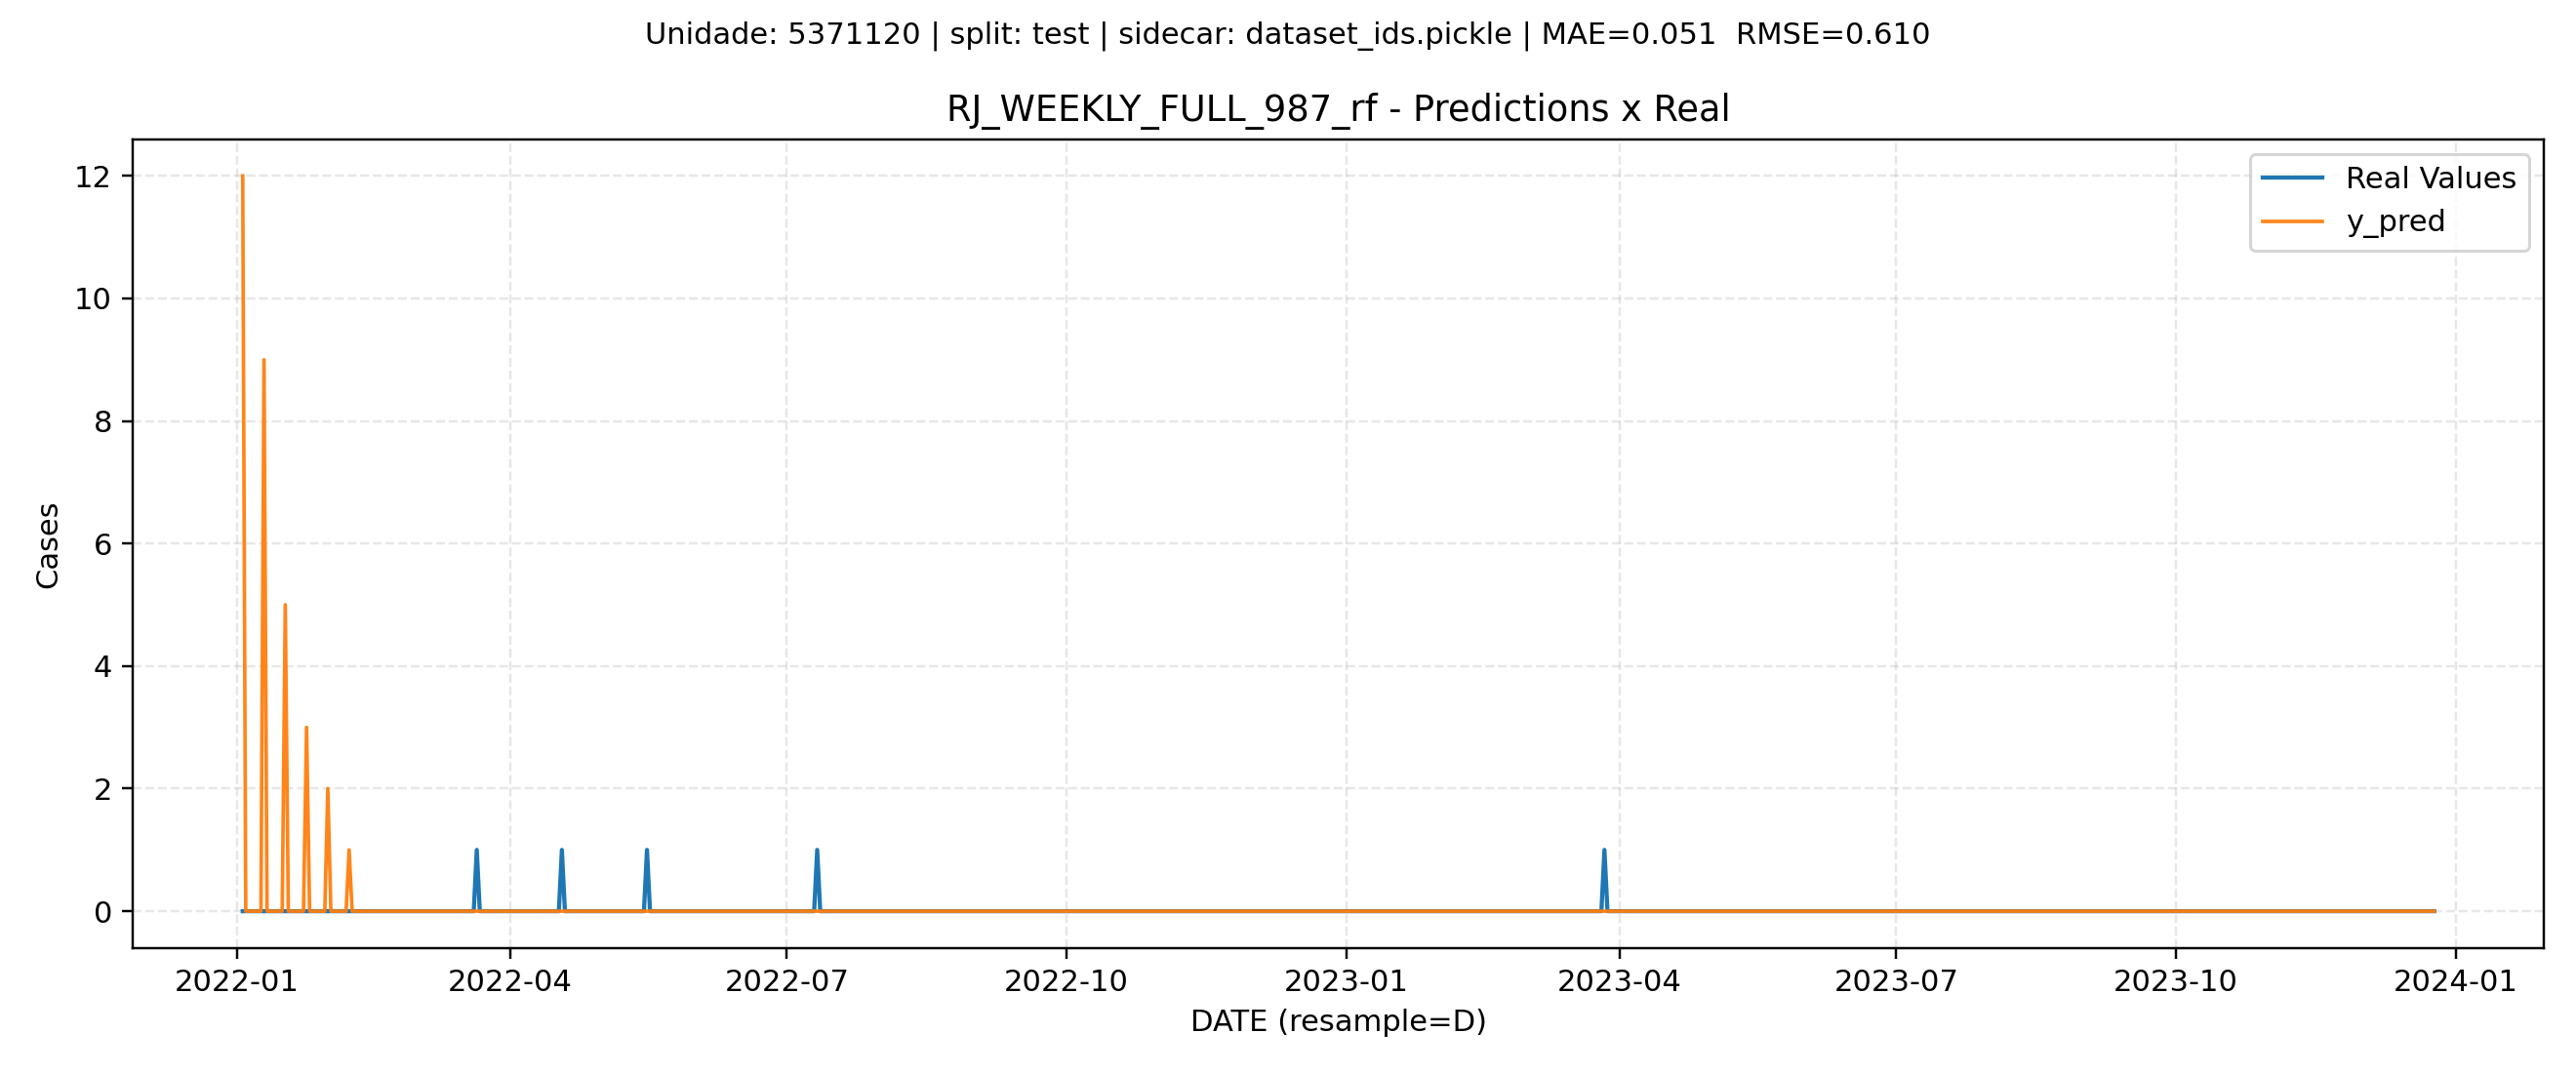 Unidade: 5371120 | split: test | sidecar: dataset_ids.pickle | MAE=0.051  RMSE=0.610
RJ_WEEKLY_FULL_987_rf - Predictions x Real
Real Values
y_pred
12
10
8
6
4
2
0
Cases
2022-01
2022-04
2022-07
2022-10
2023-01
2023-04
2023-07
2023-10
2024-01
DATE (resample=D)